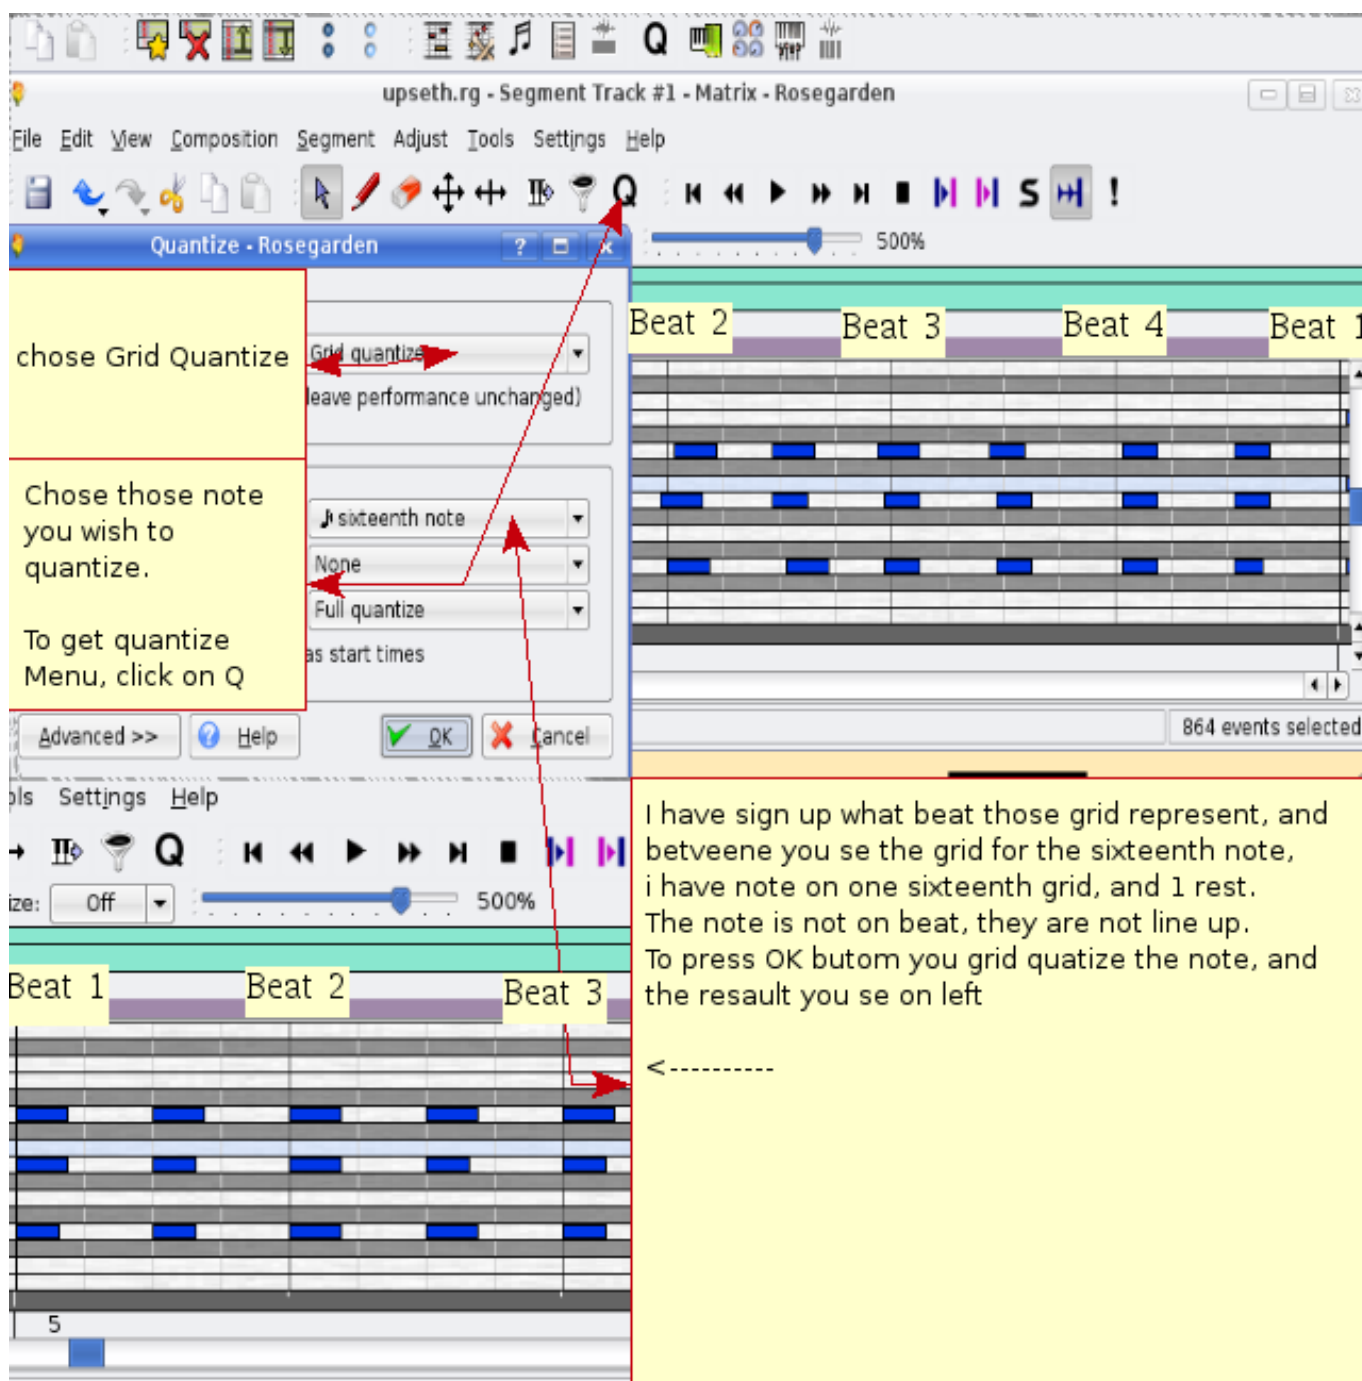 Q
upseth.rg - Segment Track #1 - Matrix - Rosegarden
File Edit View Composition Segment Adjust Tools Settings Help
Q S !
Quantize - Rosegarden ?
500%
Beat 2 Beat 3 Beat 4 Beat 1
chose Grid Quantize
Grid quantize
leave performance unchanged)
Chose those note
you wish to
quantize.
To get quantize
Menu, click on Q
sixteenth note
None
Full quantize
as start times
Advanced >> Help OK Cancel
864 events selected
ols Settings Help
Q
ize: Off 500%
Beat 1 Beat 2 Beat 3
5
I have sign up what beat those grid represent, and
betveene you se the grid for the sixteenth note,
i have note on one sixteenth grid, and 1 rest.
The note is not on beat, they are not line up.
To press OK butom you grid quatize the note, and
the resault you se on left
<----------